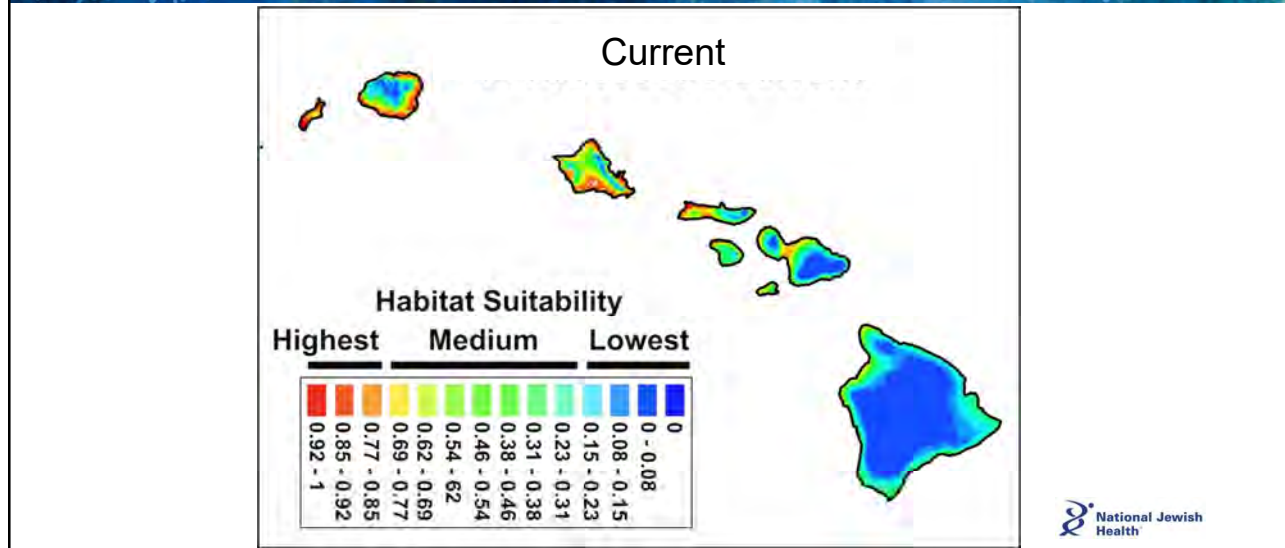 Current
Habitat Suitability
Highest Medium Lowest
0.92 - 1
0.85 - 0.92
0.77 - 0.85
0.69 - 0.77
0.62 - 0.69
0.54 - 62
0.46 - 0.54
0.38 - 0.46
0.31 - 0.38
0.23 - 0.31
0.15 - 0.23
0.08 - 0.15
0 - 0.08
0
National Jewish
Health